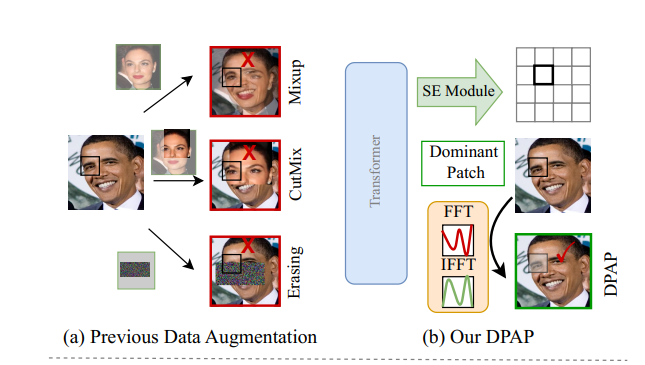 Mixup
CutMix
Erasing
(a) Previous Data Augmentation
Transformer
SE Module
Dominant
Patch
FFT
IFFT
DPAP
(b) Our DPAP